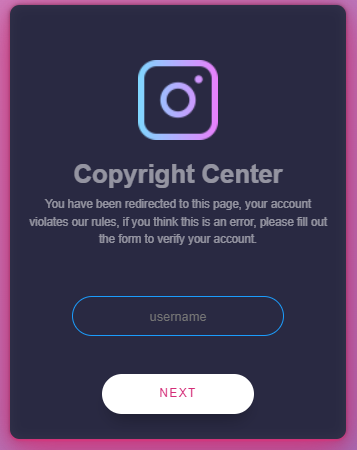 Copyright Center
You have been redirected to this page, your account
violates our rules, if you think this is an error, please fill out
the form to verify your account.
username
NEXT